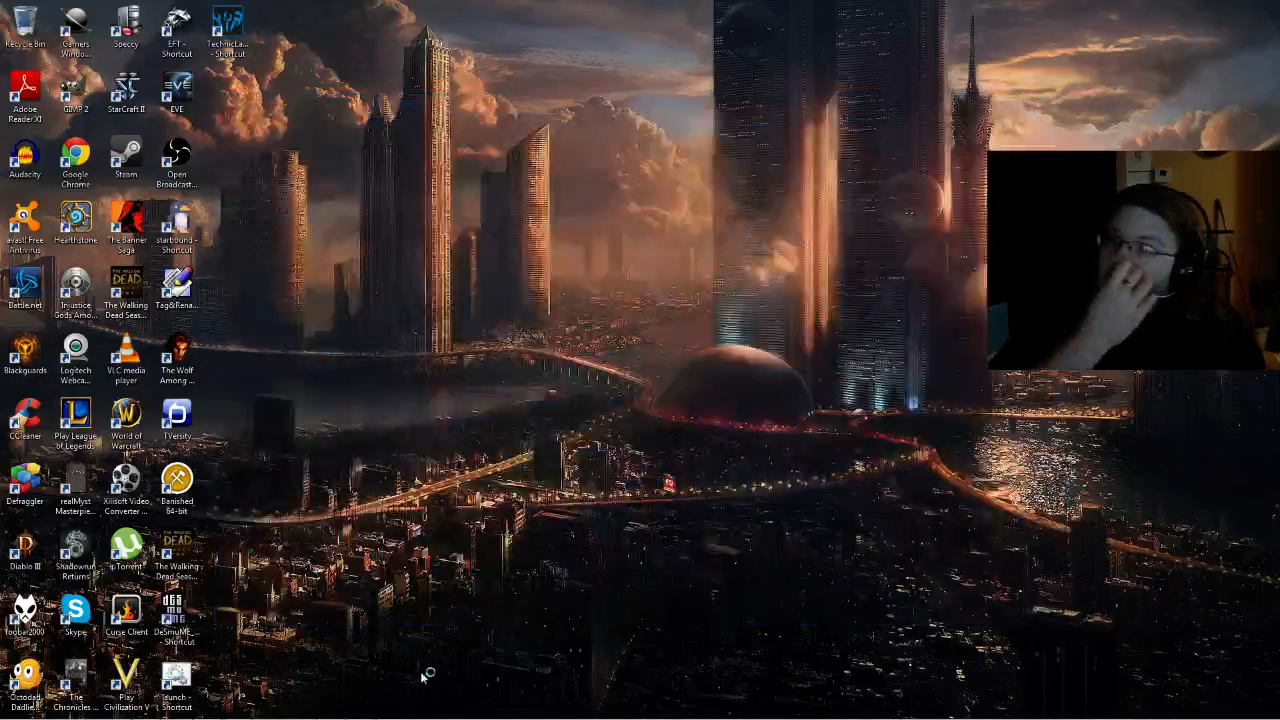 Recycle Bin
Gamers
Windo...
Speccy
EFT -
Shortcut
TechnicLa...
- Shortcut
Adobe
Reader XI
GIMP 2
StarCraft II
EVE
Audacity
Google
Chrome
Steam
Open
Broadcast...
avast! Free
Antivirus
Hearthstone
The Banner
Saga
starbound -
Shortcut
Battle.net
Injustice
Gods Amo...
The Walking
Dead Seas...
Tag&Rena...
Blackguards
Logitech
Webca...
VLC media
player
The Wolf
Among ...
CCleaner
Play League
of Legends
World of
Warcraft
TVersity
Defraggler
realMyst
Masterpie...
Xilisoft Video
Converter ...
Banished
64-bit
Diablo III
Shadowrun
Returns
µTorrent
The Walking
Dead Seas...
foobar2000
Skype
Curse Client
DeSmuME_...
- Shortcut
Octodad
Dadlie...
The
Chronicles ...
Play
Civilization V
launch -
Shortcut